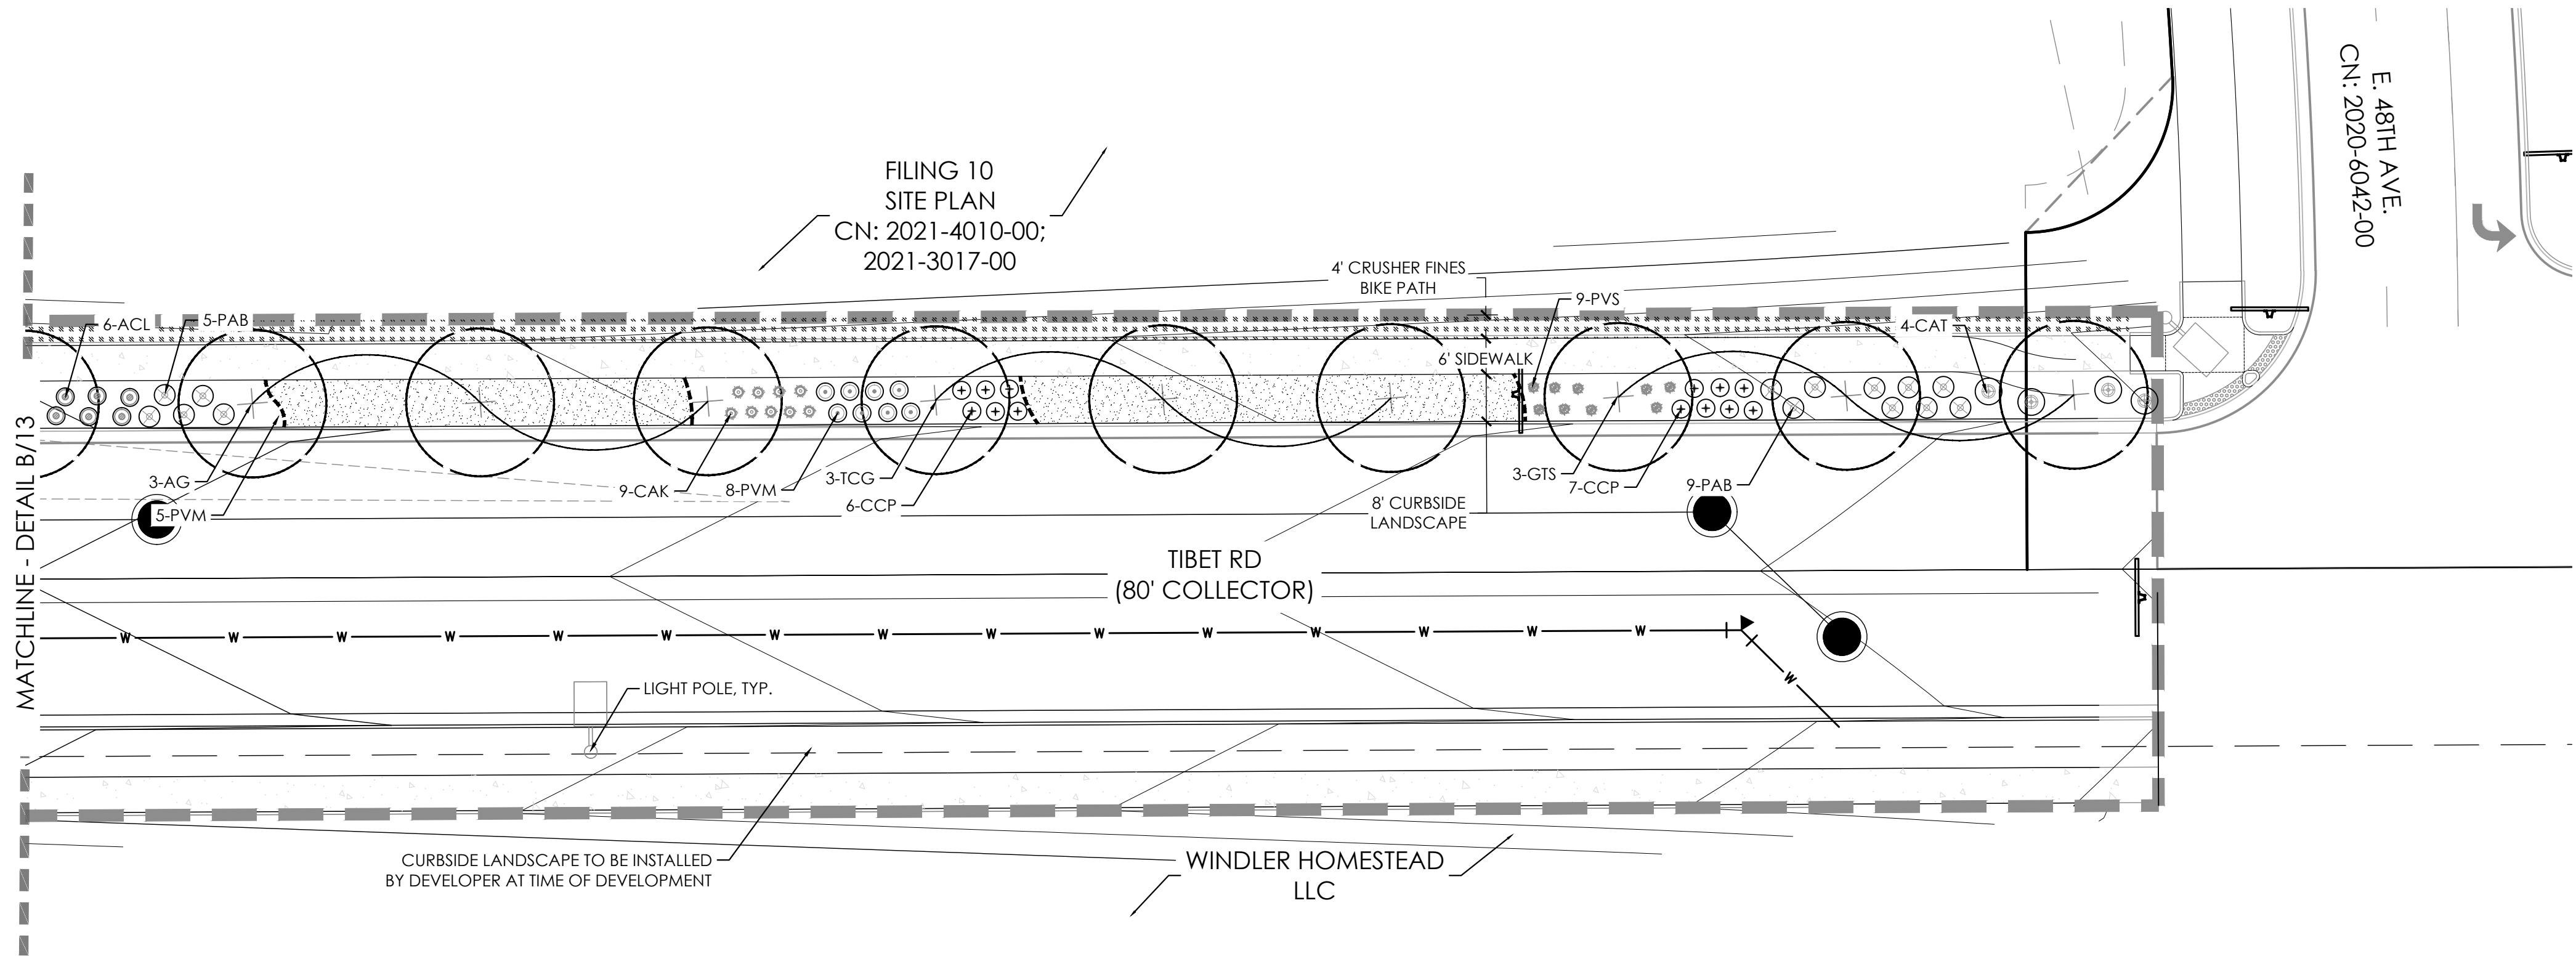 E. 48TH AVE.
CN: 2020-6042-00
FILING 10
SITE PLAN
CN: 2021-4010-00;
2021-3017-00
4' CRUSHER FINES
BIKE PATH
9-PVS
6-ACL
5-PAB
4-CAT
6' SIDEWALK
3-AG
5-PVM
9-CAK
8-PVM
3-TCG
6-CCP
3-GTS
7-CCP
9-PAB
8' CURBSIDE
LANDSCAPE
MATCHLINE - DETAIL B/13
TIBET RD
(80' COLLECTOR)
W W W W W W W W W W W W W W W
W
LIGHT POLE, TYP.
CURBSIDE LANDSCAPE TO BE INSTALLED
BY DEVELOPER AT TIME OF DEVELOPMENT
WINDLER HOMESTEAD
LLC